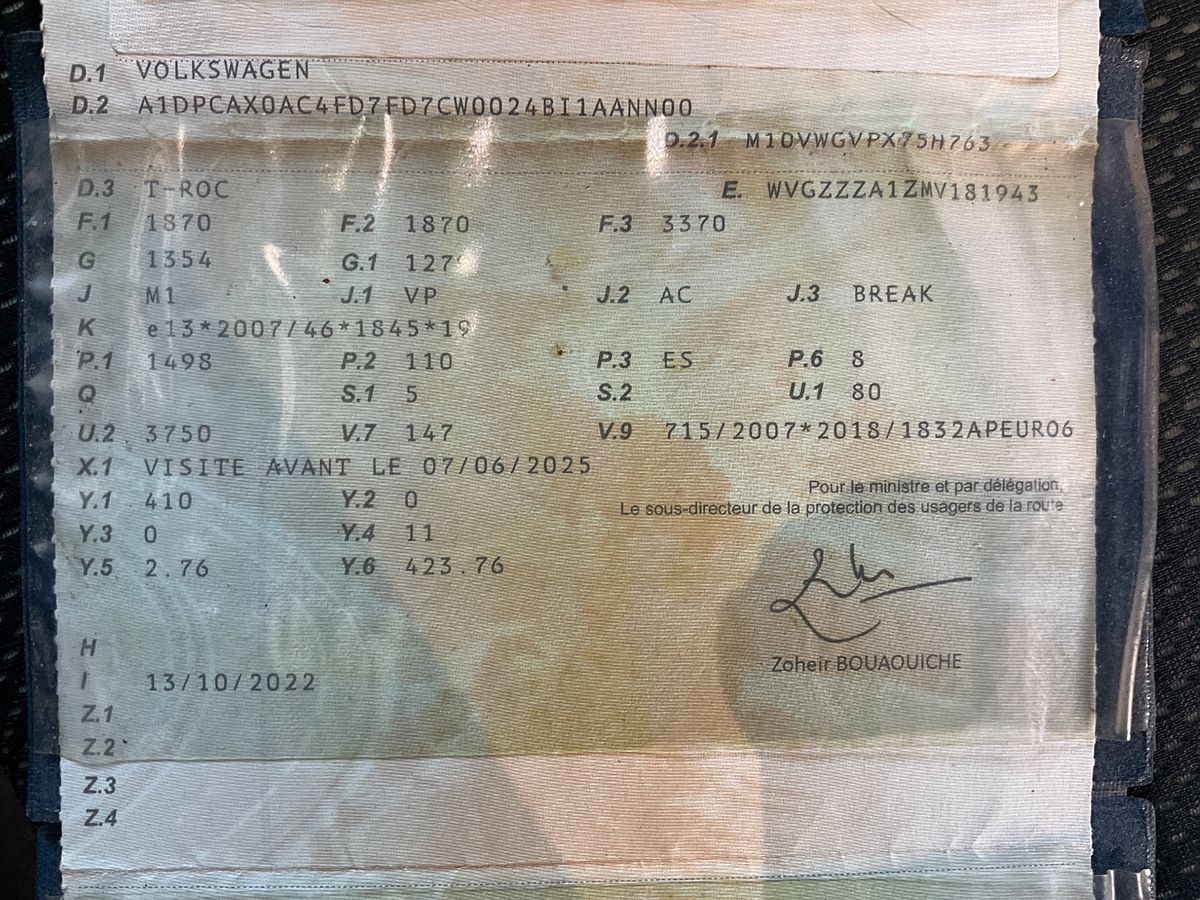 D.1 VOLKSWAGEN
D.2 A1DPCAX0AC4FD7FD7CW0024BI1AANN00
D.2.1 M10VWGVPX75H763
D.3 T-ROC E. WVGZZZA1ZMV181943
F.1 1870 F.2 1870 F.3 3370
G 1354 G.1 1279
J M1 J.1 VP J.2 AC J.3 BREAK
K e13*2007/46*1845*19
P.1 1498 P.2 110 P.3 ES P.6 8
Q S.1 5 S.2 U.1 80
U.2 3750 V.7 147 V.9 715/2007*2018/1832APEURO6
X.1 VISITE AVANT LE 07/06/2025
Y.1 410 Y.2 0
Pour le ministre et par délégation,
Le sous-directeur de la protection des usagers de la route
Y.3 0 Y.4 11
Y.5 2.76 Y.6 423.76
H
Zoheir BOUAOUICHE
I 13/10/2022
Z.1
Z.2
Z.3
Z.4